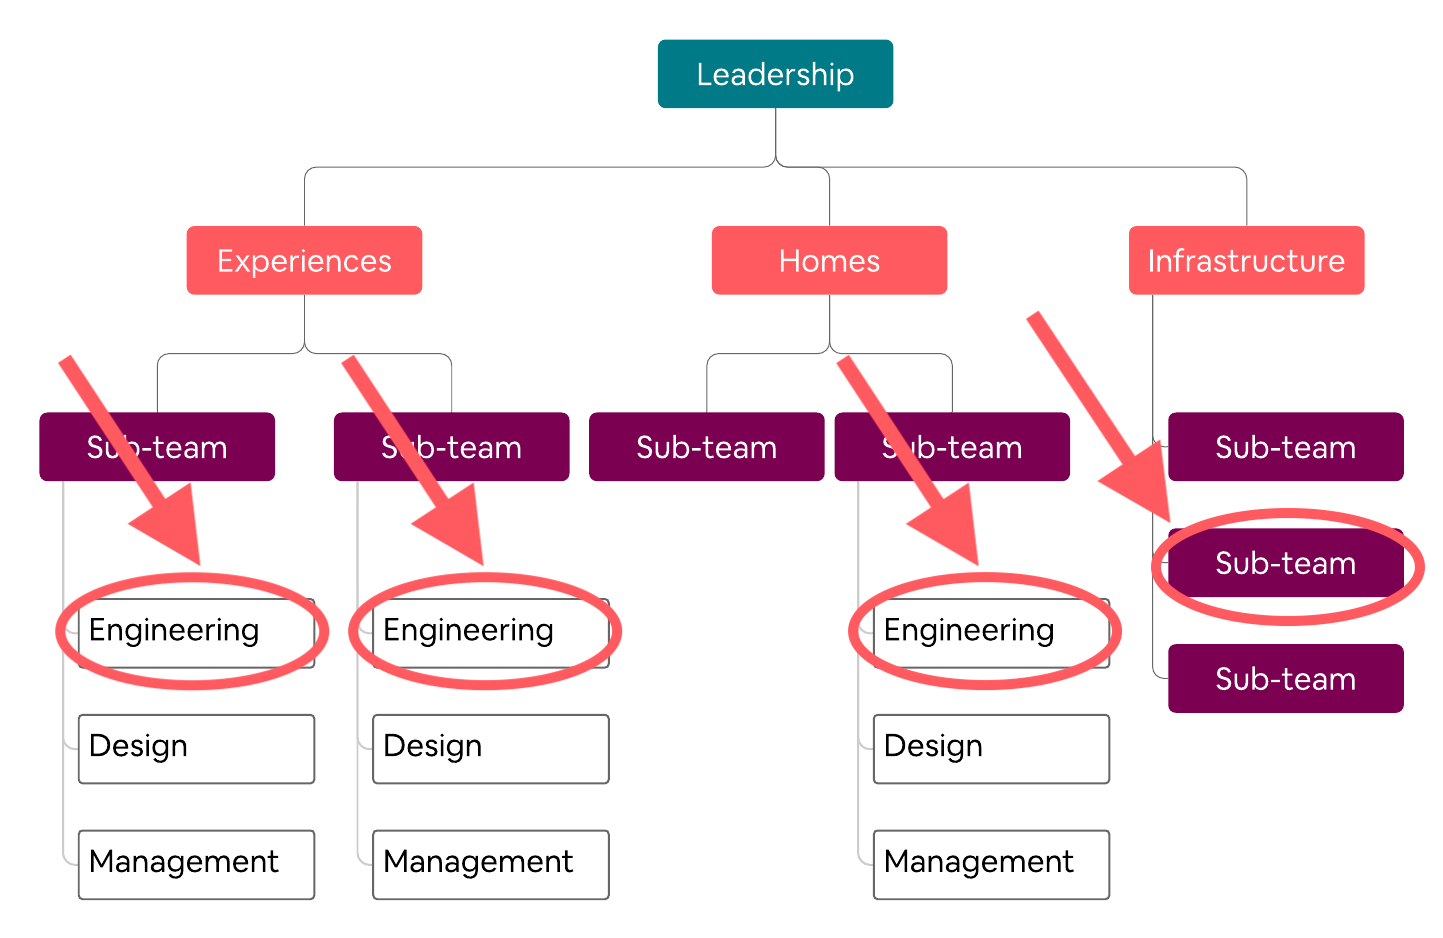 Leadership
Experiences
Homes
Infrastructure
Sub-team
Sub-team
Sub-team
Sub-team
Sub-team
Sub-team
Engineering
Engineering
Engineering
Sub-team
Design
Design
Design
Management
Management
Management